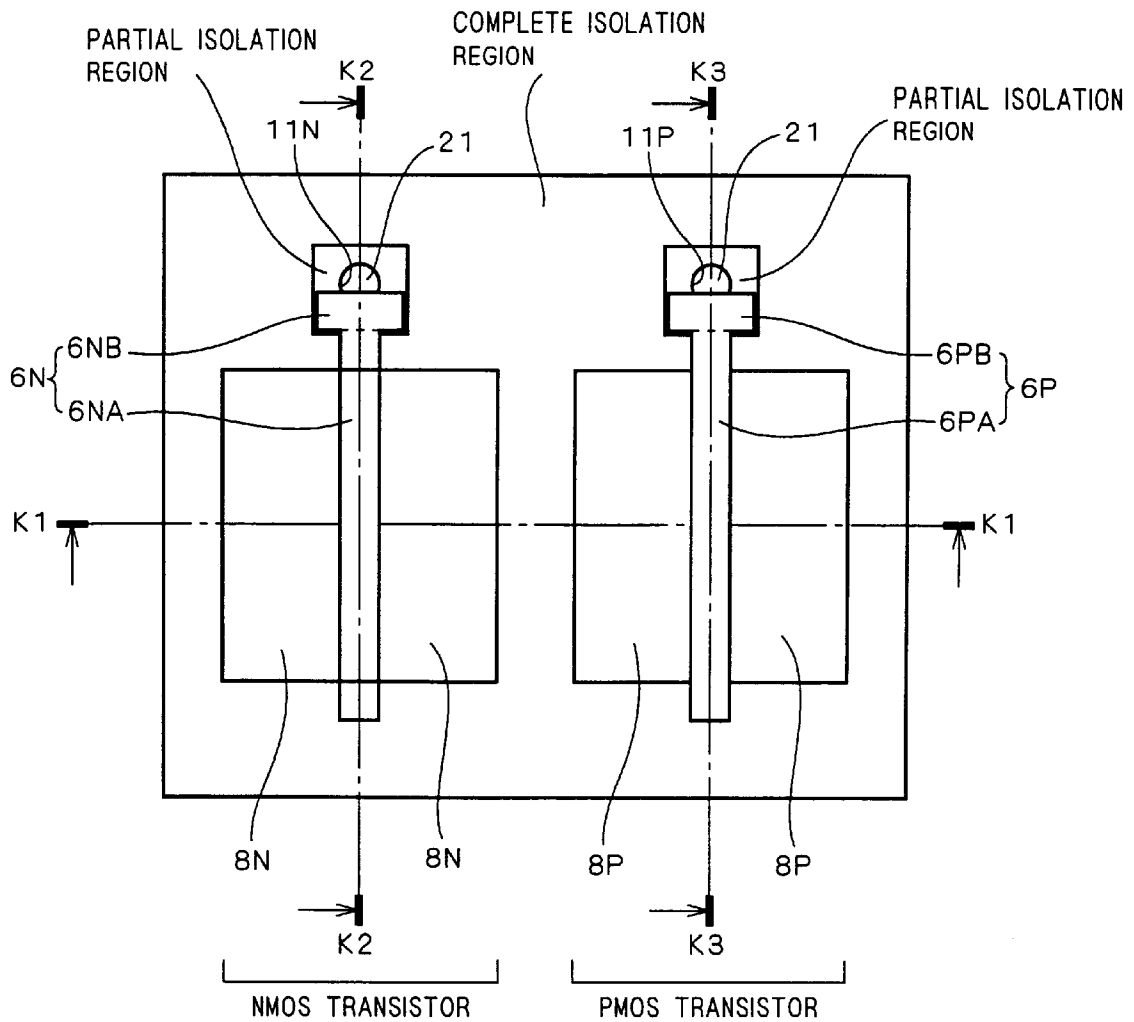 PARTIAL ISOLATION
REGION
COMPLETE ISOLATION
REGION
K2
K3
PARTIAL ISOLATION
REGION
11N
21
11P
21
6NB
6N
6NA
6PB
6P
6PA
K1
K1
8N
8N
8P
8P
K2
K3
NMOS TRANSISTOR
PMOS TRANSISTOR